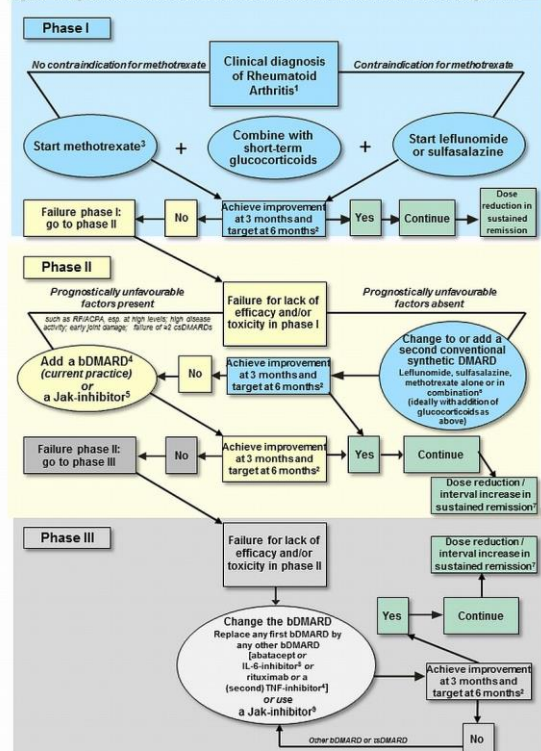 Phase I
No contraindication for methotrexate
Clinical diagnosis
of Rheumatoid
Arthritis¹
Contraindication for methotrexate
Start methotrexate³
+
Combine with
short-term
glucocorticoids
+
Start leflunomide
or sulfasalazine
Failure phase I:
go to phase II
No
Achieve improvement
at 3 months and
target at 6 months²
Yes
Continue
Dose
reduction in
sustained
remission
Phase II
Prognostically unfavourable
factors present
such as RF/ACPA, esp. at high levels; high disease
activity; early joint damage; failure of ≥2 csDMARDs
Failure for lack of
efficacy and/or
toxicity in phase I
Prognostically unfavourable
factors absent
Add a bDMARD⁴
(current practice)
or
a Jak-inhibitor⁵
No
Achieve improvement
at 3 months and
target at 6 months²
Change to or add a
second conventional
synthetic DMARD
Leflunomide, sulfasalazine,
methotrexate alone or in
combination⁶
(ideally with addition of
glucocorticoids as
above)
Failure phase II:
go to phase III
No
Achieve improvement
at 3 months and
target at 6 months²
Yes
Continue
Dose reduction /
interval increase in
sustained remission⁷
Phase III
Failure for lack of
efficacy and/or
toxicity in phase II
Dose reduction /
interval increase in
sustained remission⁷
Change the bDMARD
Replace any first bDMARD by
any other bDMARD
[abatacept or
IL-6-inhibitor⁸ or
rituximab or a
(second) TNF-inhibitor⁴]
or use
a Jak-inhibitor⁹
Yes
Continue
Achieve improvement
at 3 months and
target at 6 months²
Other bDMARD or tsDMARD
No